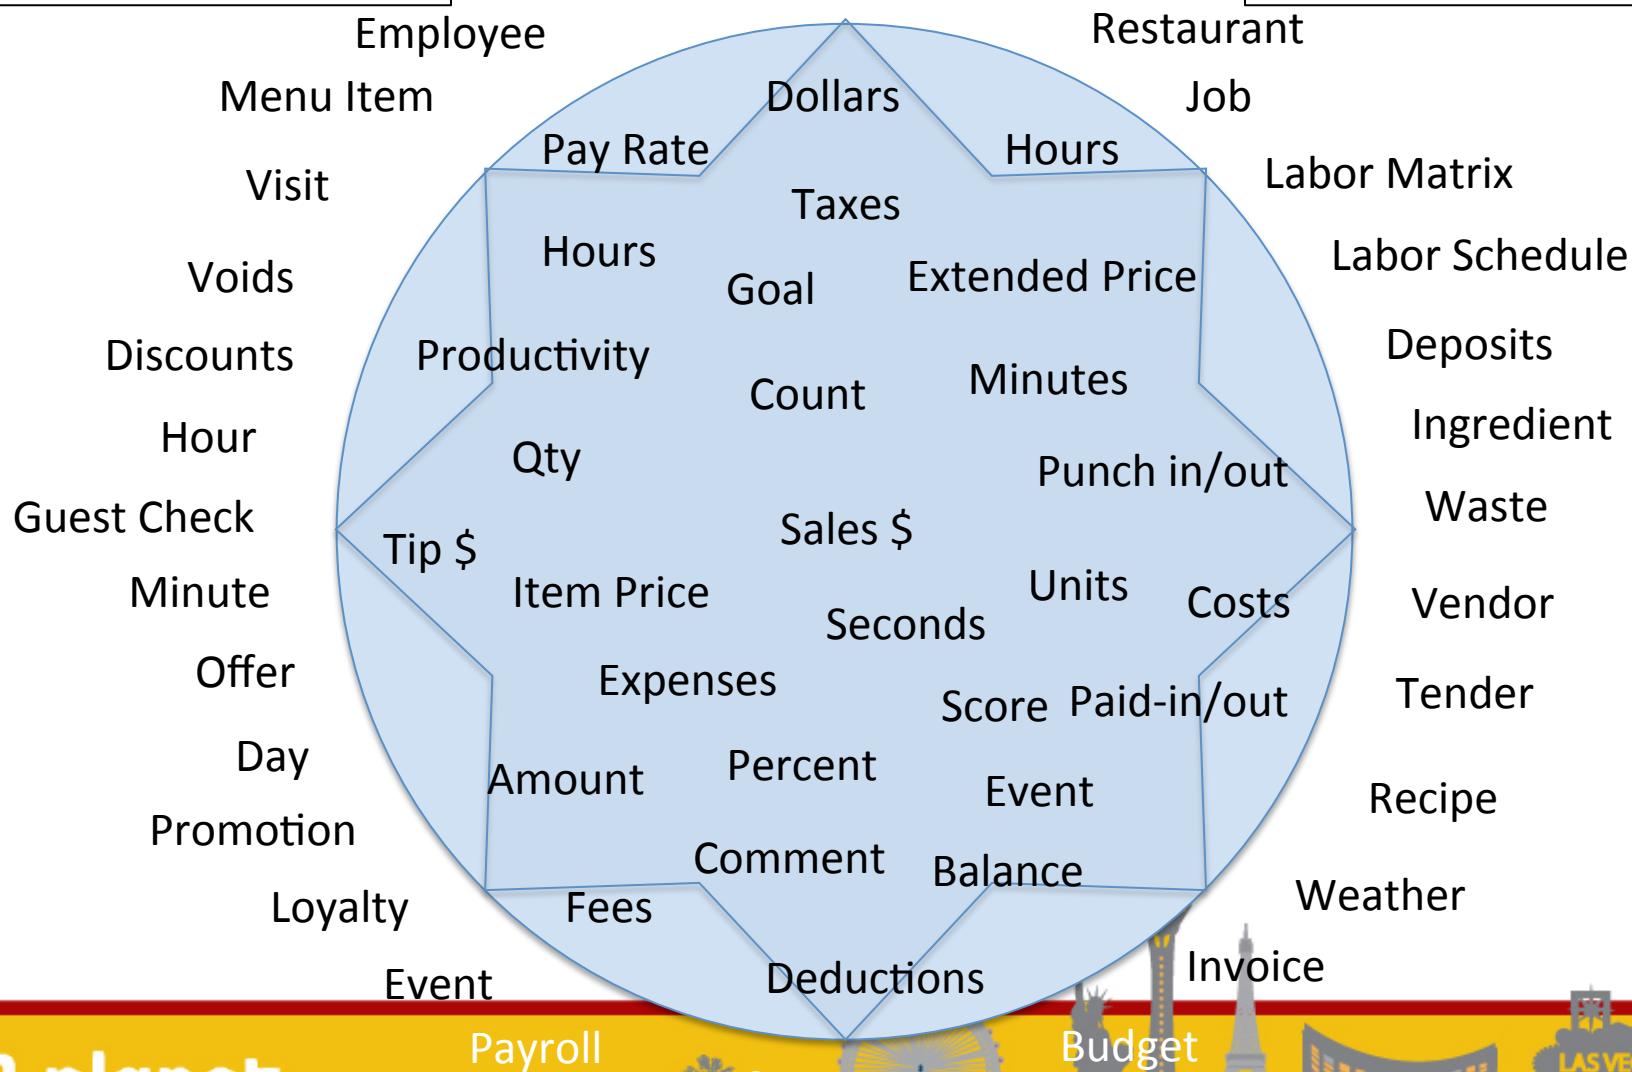 Employee
Restaurant
Menu Item
Dollars
Job
Pay Rate
Hours
Visit
Labor Matrix
Taxes
Hours
Labor Schedule
Voids
Goal
Extended Price
Discounts
Productivity
Deposits
Count
Minutes
Hour
Ingredient
Qty
Punch in/out
Guest Check
Waste
Tip $
Sales $
Minute
Item Price
Units
Costs
Vendor
Seconds
Offer
Expenses
Score
Paid-in/out
Tender
Day
Amount
Percent
Event
Recipe
Promotion
Comment
Balance
Loyalty
Fees
Weather
Event
Deductions
Invoice
Payroll
Budget
planet